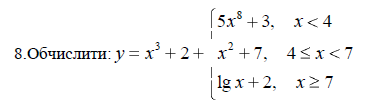 5x⁸ + 3, x < 4
8.Обчислити: y = x³ + 2 + x² + 7, 4 ≤ x < 7
lg x + 2, x ≥ 7